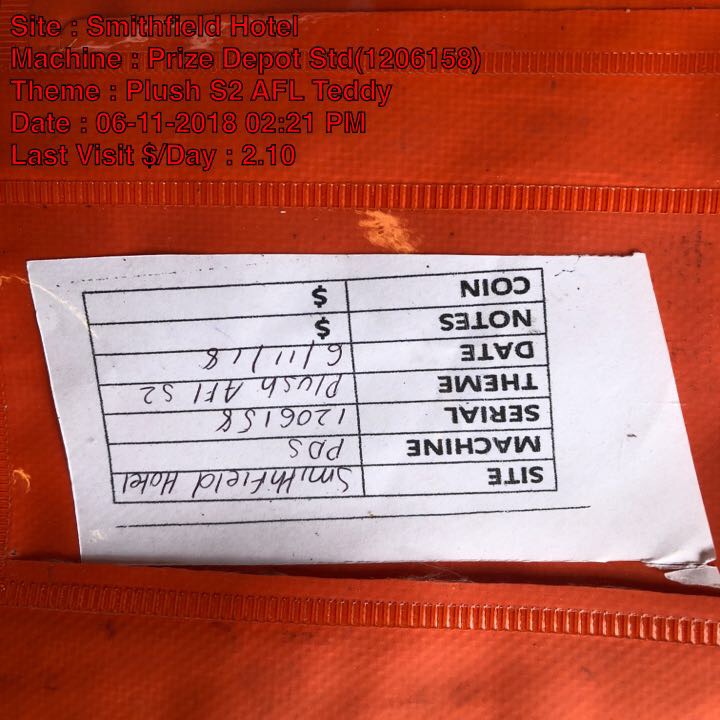 Site : Smithfield Hotel
Machine : Prize Depot Std(1206158)
Theme : Plush S2 AFL Teddy
Date : 06-11-2018 02:21 PM
Last Visit $/Day : 2.10
SITE Smithfield Hotel
MACHINE PDS
SERIAL 1206158
THEME Plush AFl S2
DATE 6/11/18
NOTES $
COIN $